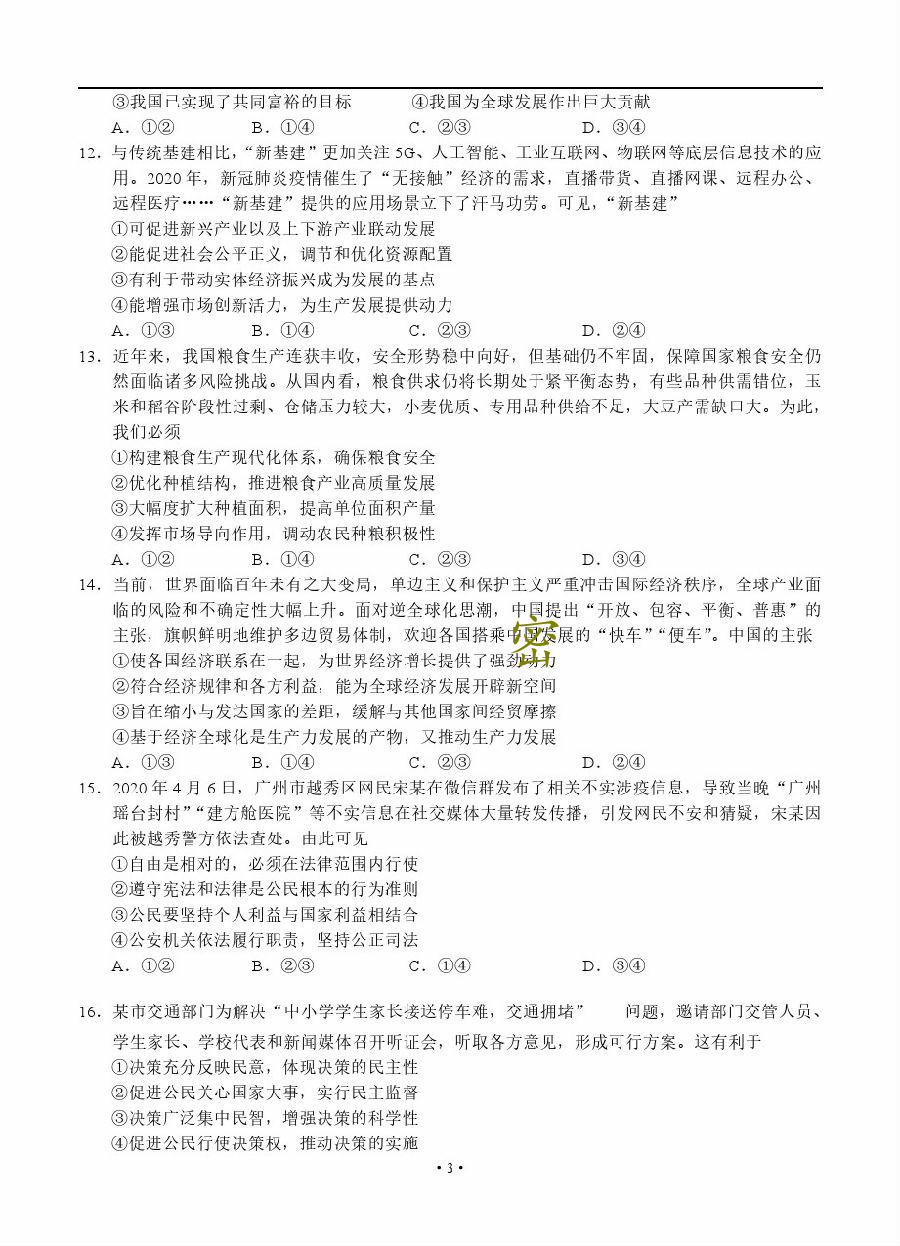 ③我国已实现了共同富裕的目标 ④我国为全球发展作出巨大贡献
A．①② B．①④ C．②③ D．③④
12．与传统基建相比，“新基建”更加关注 5G、人工智能、工业互联网、物联网等底层信息技术的应
用。2020 年，新冠肺炎疫情催生了“无接触”经济的需求，直播带货、直播网课、远程办公、
远程医疗……“新基建”提供的应用场景立下了汗马功劳。可见，“新基建”
①可促进新兴产业以及上下游产业联动发展
②能促进社会公平正义，调节和优化资源配置
③有利于带动实体经济振兴成为发展的基点
④能增强市场创新活力，为生产发展提供动力
A．①③ B．①④ C．②③ D．②④
13．近年来，我国粮食生产连获丰收，安全形势稳中向好，但基础仍不牢固，保障国家粮食安全仍
然面临诸多风险挑战。从国内看，粮食供求仍将长期处于紧平衡态势，有些品种供需错位，玉
米和稻谷阶段性过剩、仓储压力较大，小麦优质、专用品种供给不足，大豆产需缺口大。为此，
我们必须
①构建粮食生产现代化体系，确保粮食安全
②优化种植结构，推进粮食产业高质量发展
③大幅度扩大种植面积，提高单位面积产量
④发挥市场导向作用，调动农民种粮积极性
A．①② B．①④ C．②③ D．③④
14．当前，世界面临百年未有之大变局，单边主义和保护主义严重冲击国际经济秩序，全球产业面
临的风险和不确定性大幅上升。面对逆全球化思潮，中国提出“开放、包容、平衡、普惠”的
主张，旗帜鲜明地维护多边贸易体制，欢迎各国搭乘中国发展的“快车”“便车”。中国的主张
①使各国经济联系在一起，为世界经济增长提供了强劲动力
②符合经济规律和各方利益，能为全球经济发展开辟新空间
③旨在缩小与发达国家的差距，缓解与其他国家间经贸摩擦
④基于经济全球化是生产力发展的产物，又推动生产力发展
A．①③ B．①④ C．②③ D．②④
密
15．2020 年 4 月 6 日，广州市越秀区网民宋某在微信群发布了相关不实涉疫信息，导致当晚“广州
瑶台封村”“建方舱医院”等不实信息在社交媒体大量转发传播，引发网民不安和猜疑，宋某因
此被越秀警方依法查处。由此可见
①自由是相对的，必须在法律范围内行使
②遵守宪法和法律是公民根本的行为准则
③公民要坚持个人利益与国家利益相结合
④公安机关依法履行职责，坚持公正司法
A．①② B．②③ C．①④ D．③④
16．某市交通部门为解决“中小学学生家长接送停车难，交通拥堵” 问题，邀请部门交管人员、
学生家长、学校代表和新闻媒体召开听证会，听取各方意见，形成可行方案。这有利于
①决策充分反映民意，体现决策的民主性
②促进公民关心国家大事，实行民主监督
③决策广泛集中民智，增强决策的科学性
④促进公民行使决策权，推动决策的实施
• 3 •